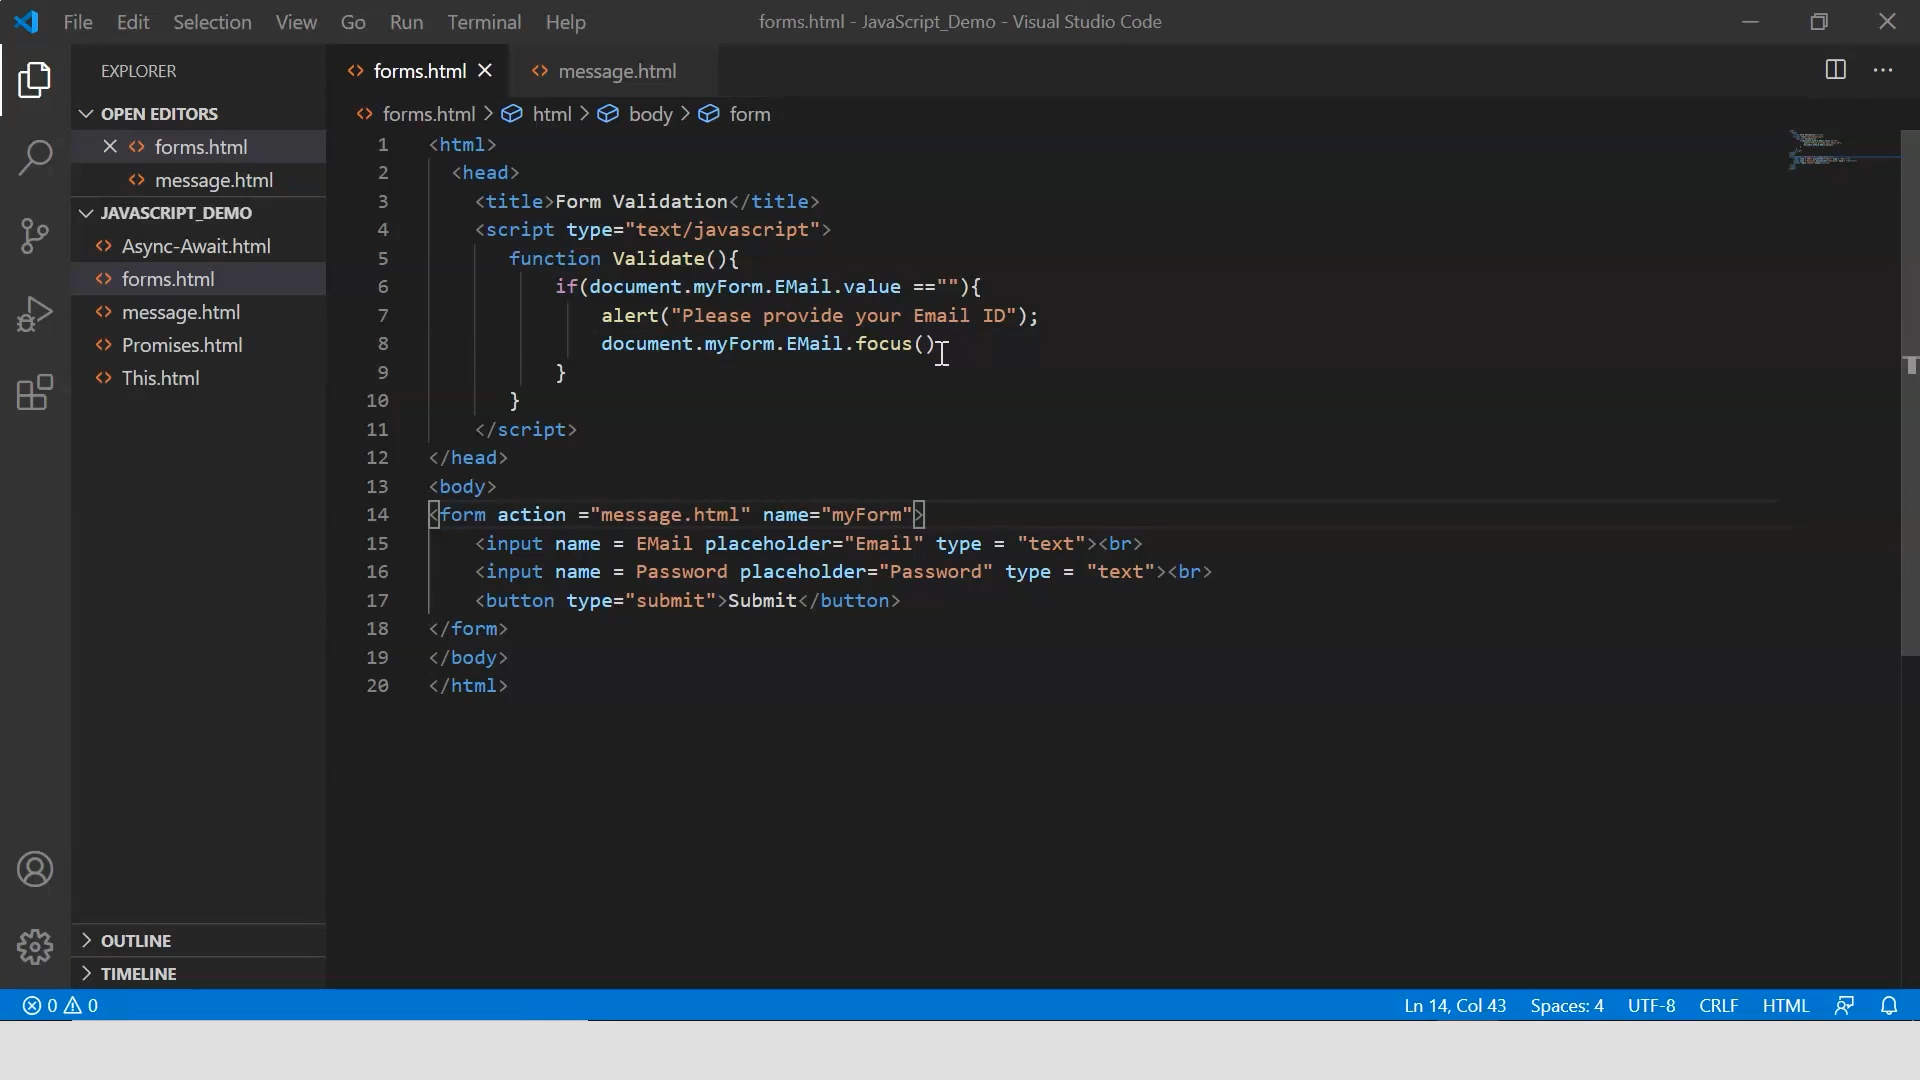 File Edit Selection View Go Run Terminal Help
forms.html - JavaScript_Demo - Visual Studio Code
EXPLORER
OPEN EDITORS
forms.html
message.html
JAVASCRIPT_DEMO
Async-Await.html
forms.html
message.html
Promises.html
This.html
OUTLINE
TIMELINE
forms.html
message.html
forms.html > html > body > form
1 <html>
2 <head>
3 <title>Form Validation</title>
4 <script type="text/javascript">
5 function Validate(){
6 if(document.myForm.EMail.value ==""){
7 alert("Please provide your Email ID");
8 document.myForm.EMail.focus()
9 }
10 }
11 </script>
12 </head>
13 <body>
14 <form action ="message.html" name="myForm">
15 <input name = EMail placeholder="Email" type = "text"><br>
16 <input name = Password placeholder="Password" type = "text"><br>
17 <button type="submit">Submit</button>
18 </form>
19 </body>
20 </html>
0 0
Ln 14, Col 43 Spaces: 4 UTF-8 CRLF HTML